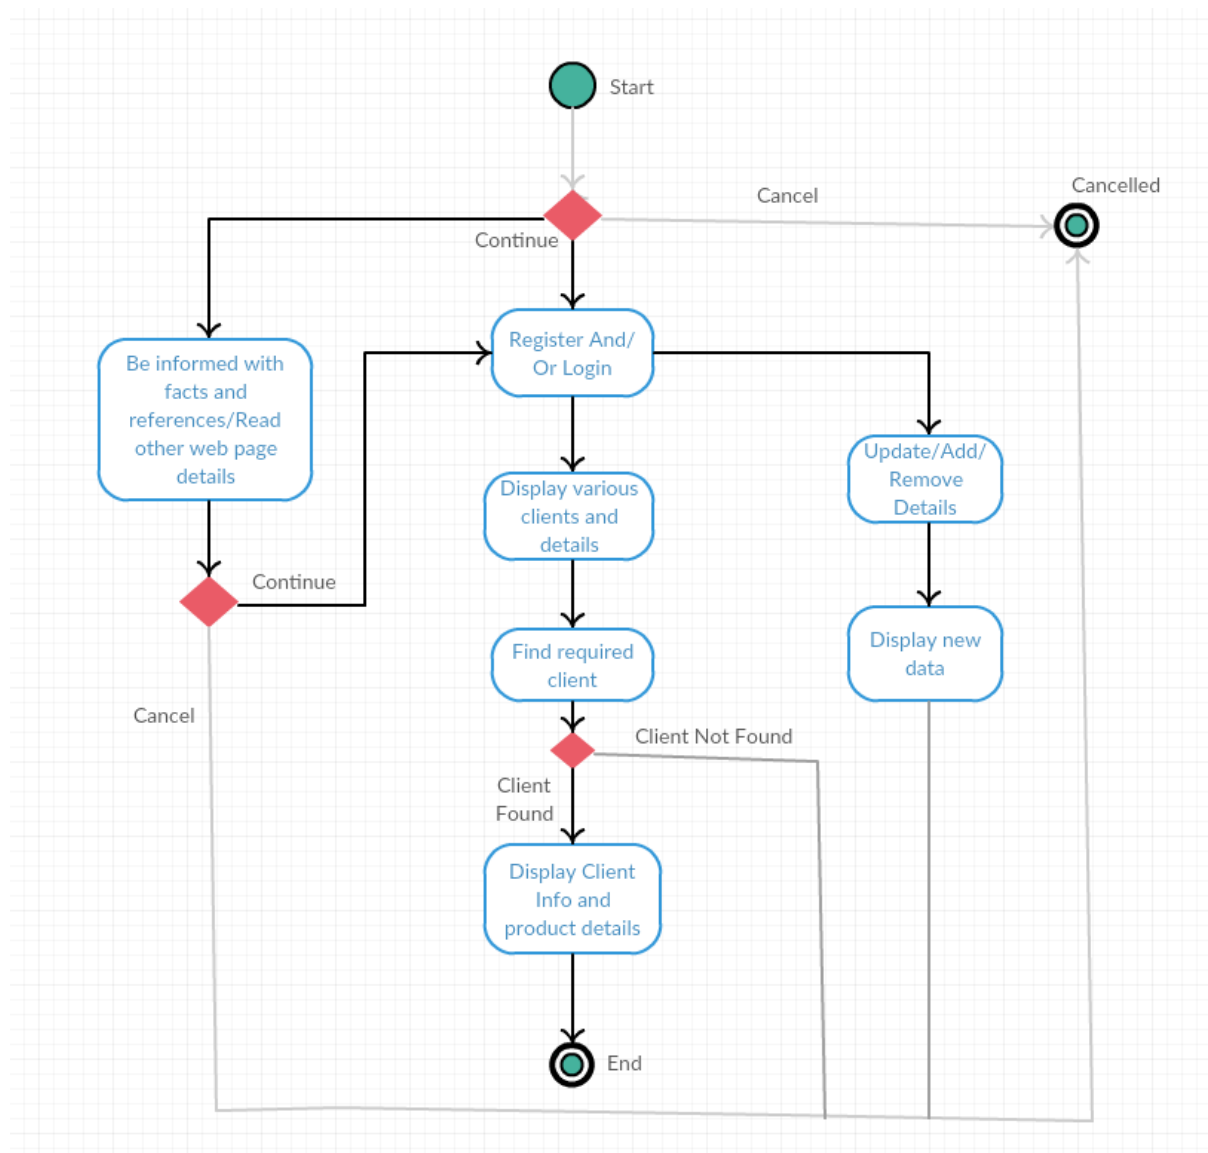 Start
Cancel
Cancelled
Continue
Register And/
Or Login
Be informed with
facts and
references/Read
other web page
details
Update/Add/
Remove
Details
Display various
clients and
details
Continue
Find required
client
Display new
data
Cancel
Client Not Found
Client
Found
Display Client
Info and
product details
End